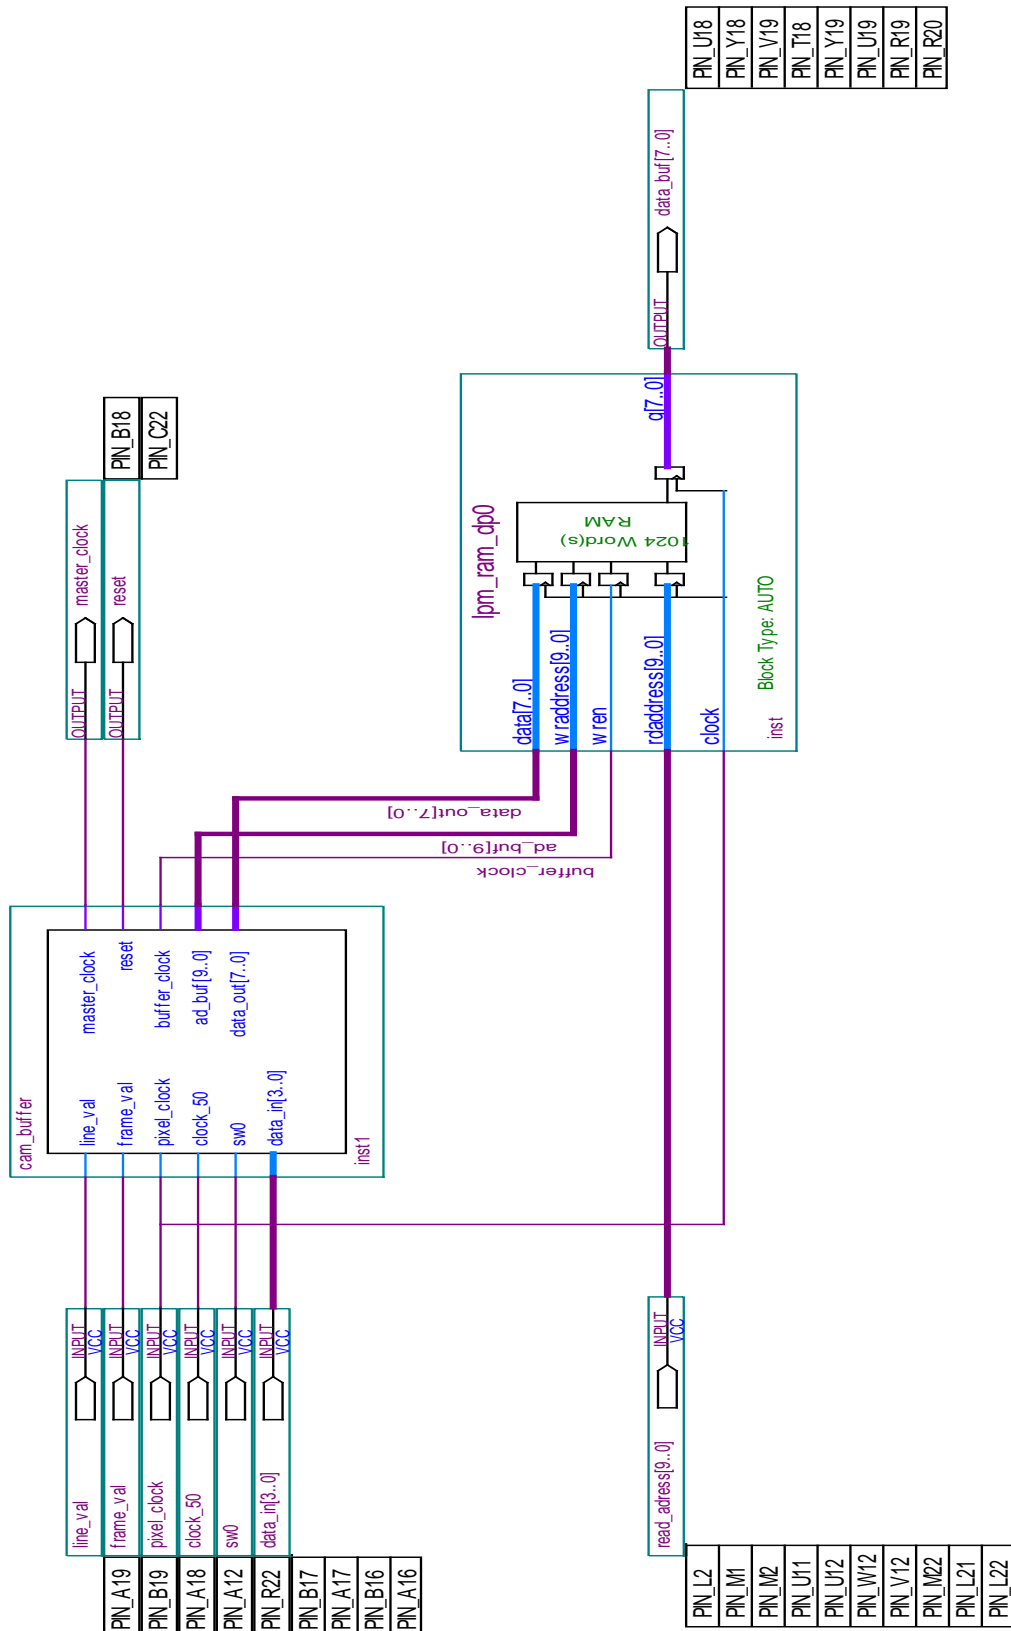 line_val
frame_val
pixel_clock
clock_50
sw0
data_in[3..0]
INPUT
VCC
INPUT
VCC
INPUT
VCC
INPUT
VCC
INPUT
VCC
INPUT
VCC
PIN_A19
PIN_B19
PIN_A18
PIN_A12
PIN_R22
PIN_B17
PIN_A17
PIN_B16
PIN_A16
cam_buffer
line_val
frame_val
pixel_clock
clock_50
sw0
data_in[3..0]
master_clock
reset
buffer_clock
ad_buf[9..0]
data_out[7..0]
inst1
OUTPUT
master_clock
OUTPUT
reset
PIN_B18
PIN_C22
data_out[7..0]
ad_buf[9..0]
buffer_clock
lpm_ram_dp0
data[7..0]
wraddress[9..0]
wren
rdaddress[9..0]
clock
1024 Word(s)
RAM
q[7..0]
Block Type: AUTO
inst
OUTPUT
data_buf[7..0]
PIN_U18
PIN_Y18
PIN_V19
PIN_T18
PIN_Y19
PIN_U19
PIN_R19
PIN_R20
read_adress[9..0]
INPUT
VCC
PIN_L2
PIN_M1
PIN_M2
PIN_U11
PIN_U12
PIN_W12
PIN_V12
PIN_M22
PIN_L21
PIN_L22